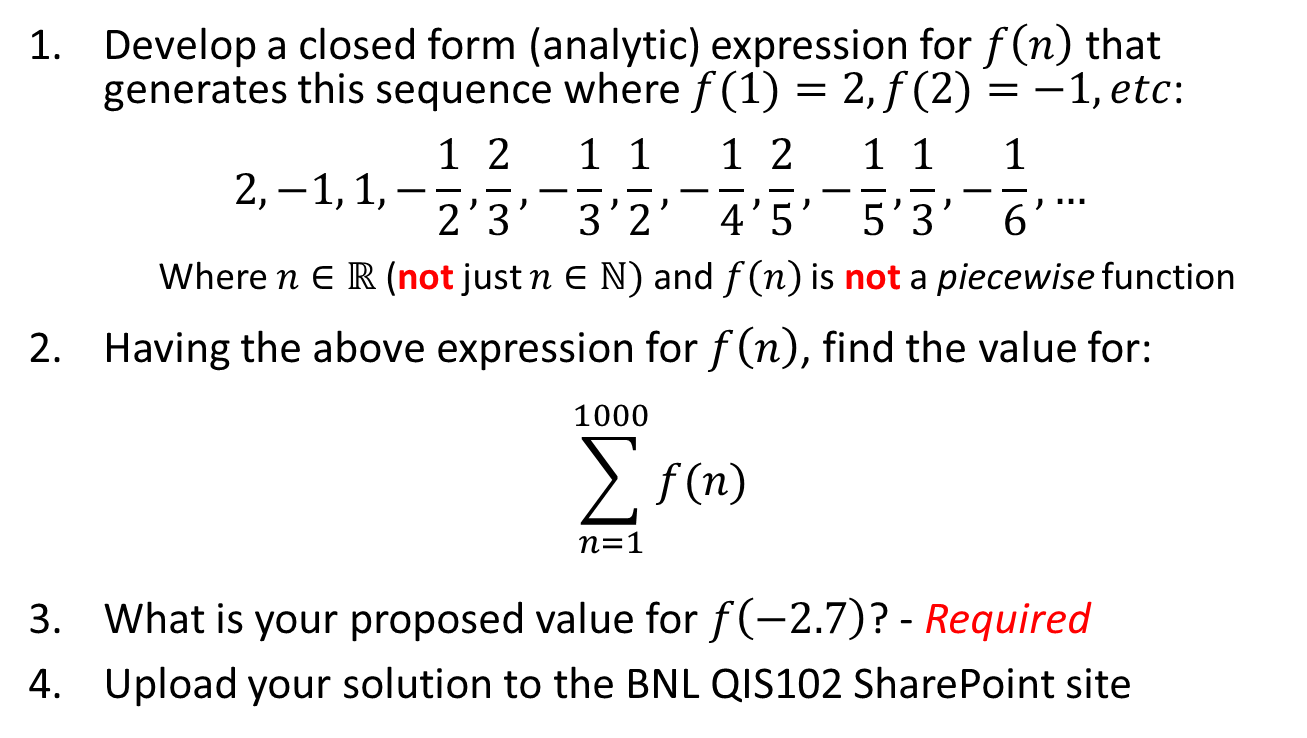 1. Develop a closed form (analytic) expression for f(n) that
generates this sequence where f(1) = 2, f(2) = −1, etc:
2, −1, 1, −1/2, 2/3, −1/3, 1/2, −1/4, 2/5, −1/5, 1/3, −1/6, ...
Where n ∈ ℝ (not just n ∈ ℕ) and f(n) is not a piecewise function
2. Having the above expression for f(n), find the value for:
1000
∑ f(n)
n=1
3. What is your proposed value for f(−2.7)? - Required
4. Upload your solution to the BNL QIS102 SharePoint site